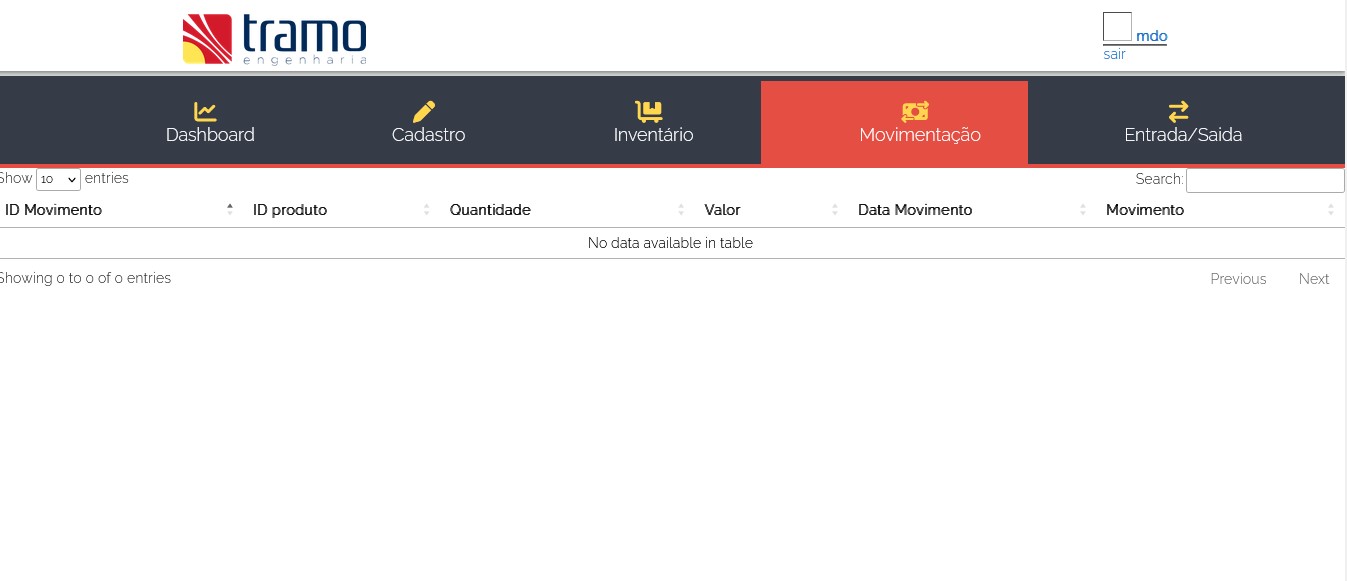 tramo
engenharia
mdo
sair
Dashboard
Cadastro
Inventário
Movimentação
Entrada/Saida
Show 10 entries
Search:
ID Movimento ID produto Quantidade Valor Data Movimento Movimento
No data available in table
Showing 0 to 0 of 0 entries
Previous Next